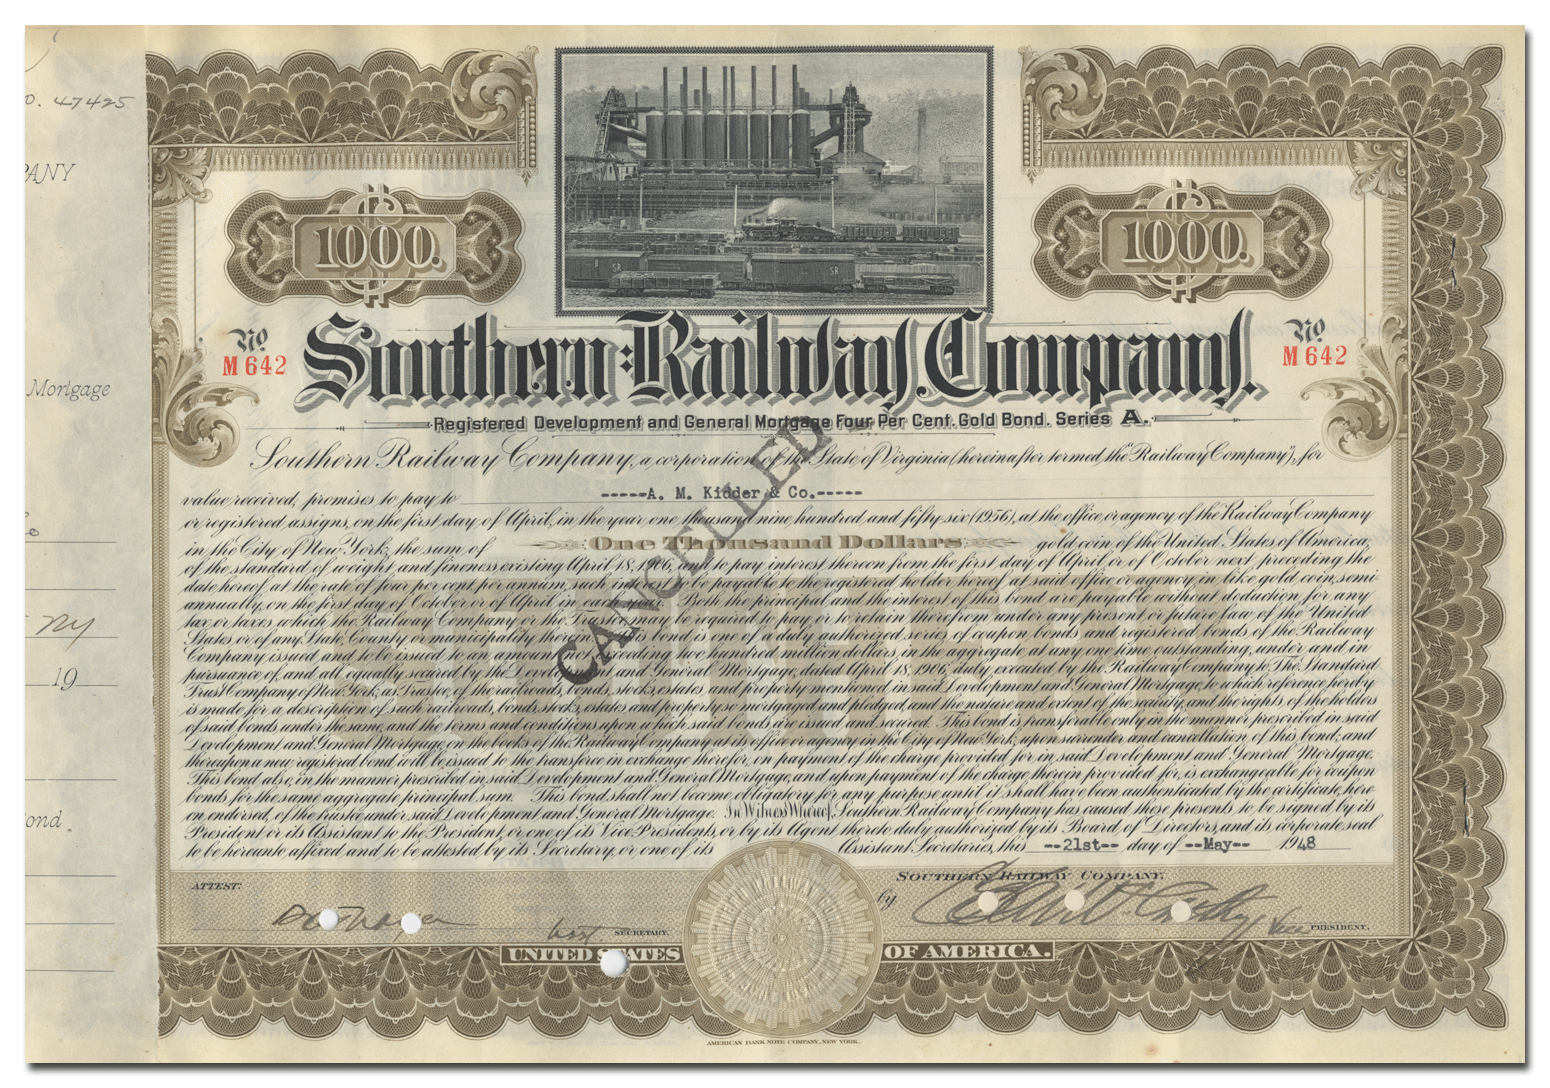 47425
PANY
Mortgage
NY
19
ond.
$ 1000.
$ 1000.
SR
SR
No M642
No M642
Southern Railway Company.
Registered Development and General Mortgage Four Per Cent. Gold Bond. Series A.
CANCELLED
Southern Railway Company, a corporation of the State of Virginia (hereinafter termed the "Railway Company"), for
value received, promises to pay to -----A. M. Kidder & Co.-----
or registered assigns, on the first day of April, in the year one thousand nine hundred and fifty six (1956), at the office or agency of the Railway Company
in the City of New York, the sum of One Thousand Dollars gold coin of the United States of America,
of the standard of weight and fineness existing April 18, 1906, and to pay interest thereon from the first day of April or of October next preceding the
date hereof at the rate of four per cent. per annum, such interest to be payable to the registered holder hereof at said office or agency in like gold coin, semi-
annually, on the first day of October or of April in each year. Both the principal and the interest of this bond are payable without deduction for any
tax or taxes which the Railway Company or the Trustee may be required to pay, or to retain therefrom under any present or future law of the United
States or of any State, County or municipality therein. This bond is one of a duly authorized series of coupon bonds and registered bonds of the Railway
Company issued and to be issued to an amount not exceeding two hundred million dollars, in the aggregate at any one time outstanding, under and in
pursuance of, and all equally secured by the Development and General Mortgage, dated April 18, 1906, duly executed by the Railway Company to The Standard
Trust Company of New York, as Trustee, of the railroads, bonds, stocks, estates and property mentioned in said Development and General Mortgage, to which reference hereby
is made for a description of such railroads, bonds, stocks, estates and property so mortgaged and pledged, and the nature and extent of the security, and the rights of the holders
of said bonds under the same, and the terms and conditions upon which said bonds are issued and secured. This bond is transferable only in the manner prescribed in said
Development and General Mortgage, on the books of the Railway Company at its office or agency in the City of New York, upon surrender and cancellation of this bond, and
thereupon a new registered bond will be issued to the transferee in exchange therefor, on payment of the charge provided for in said Development and General Mortgage.
This bond also, in the manner prescribed in said Development and General Mortgage, and upon payment of the charge therein provided for, is exchangeable for coupon
bonds for the same aggregate principal sum. This bond shall not become obligatory for any purpose until it shall have been authenticated by the certificate, here-
on endorsed, of the Trustee under said Development and General Mortgage. In Witness Whereof, Southern Railway Company has caused these presents to be signed by its
President or its Assistant to the President, or one of its Vice Presidents, or by its Agent thereto duly authorized by its Board of Directors, and its corporate seal
to be hereunto affixed and to be attested by its Secretary, or one of its Assistant Secretaries, this --21st-- day of --May-- 1948
ATTEST:
SOUTHERN RAILWAY COMPANY,
by
Asst SECRETARY.
Vice PRESIDENT.
UNITED STATES OF AMERICA.
AMERICAN BANK NOTE COMPANY, NEW YORK.